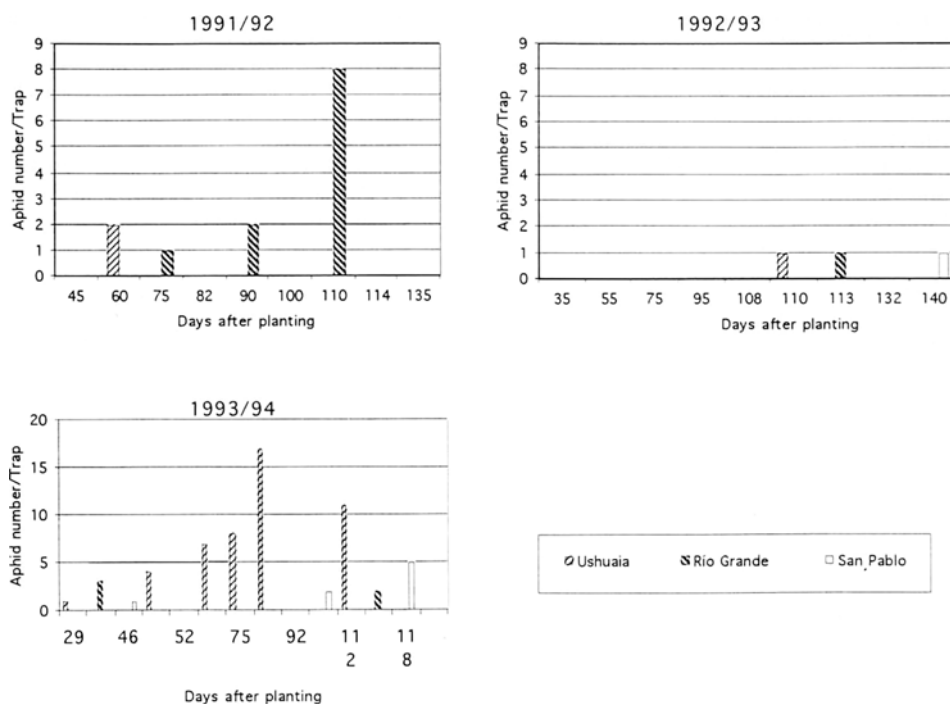 1991/92
9
8
7
6
5
4
3
2
1
0
Aphid number/Trap
45 60 75 82 90 100 110 114 135
Days after planting
1992/93
9
8
7
6
5
4
3
2
1
0
Aphid number/Trap
35 55 75 95 108 110 113 132 140
Days after planting
1993/94
20
15
10
5
0
Aphid number/Trap
29 46 52 75 92 11 11
2 8
Days after planting
Ushuaia Río Grande San Pablo